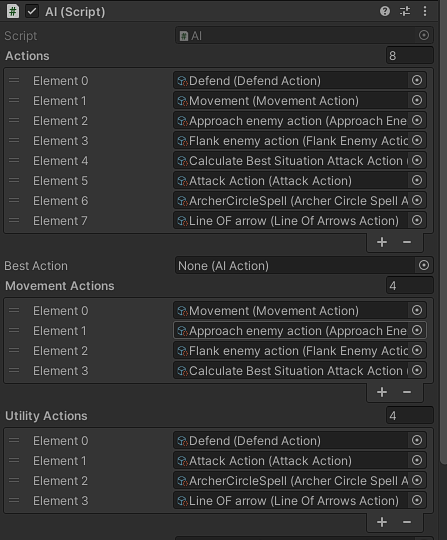 # AI (Script)
Script # AI
Actions 8
Element 0 Defend (Defend Action)
Element 1 Movement (Movement Action)
Element 2 Approach enemy action (Approach Ene
Element 3 Flank enemy action (Flank Enemy Actic
Element 4 Calculate Best Situation Attack Action (
Element 5 Attack Action (Attack Action)
Element 6 ArcherCircleSpell (Archer Circle Spell A
Element 7 Line OF arrow (Line Of Arrows Action)
+ −
Best Action None (AI Action)
Movement Actions 4
Element 0 Movement (Movement Action)
Element 1 Approach enemy action (Approach Ene
Element 2 Flank enemy action (Flank Enemy Actic
Element 3 Calculate Best Situation Attack Action (
+ −
Utility Actions 4
Element 0 Defend (Defend Action)
Element 1 Attack Action (Attack Action)
Element 2 ArcherCircleSpell (Archer Circle Spell A
Element 3 Line OF arrow (Line Of Arrows Action)
+ −